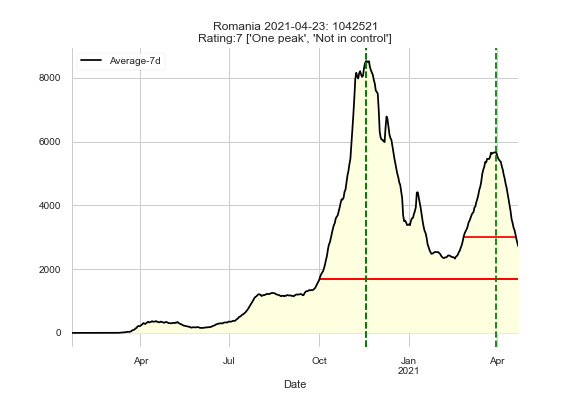 Romania 2021-04-23: 1042521
Rating:7 ['One peak', 'Not in control']
Average-7d
8000
6000
4000
2000
0
Apr
Jul
Oct
Jan
2021
Apr
Date